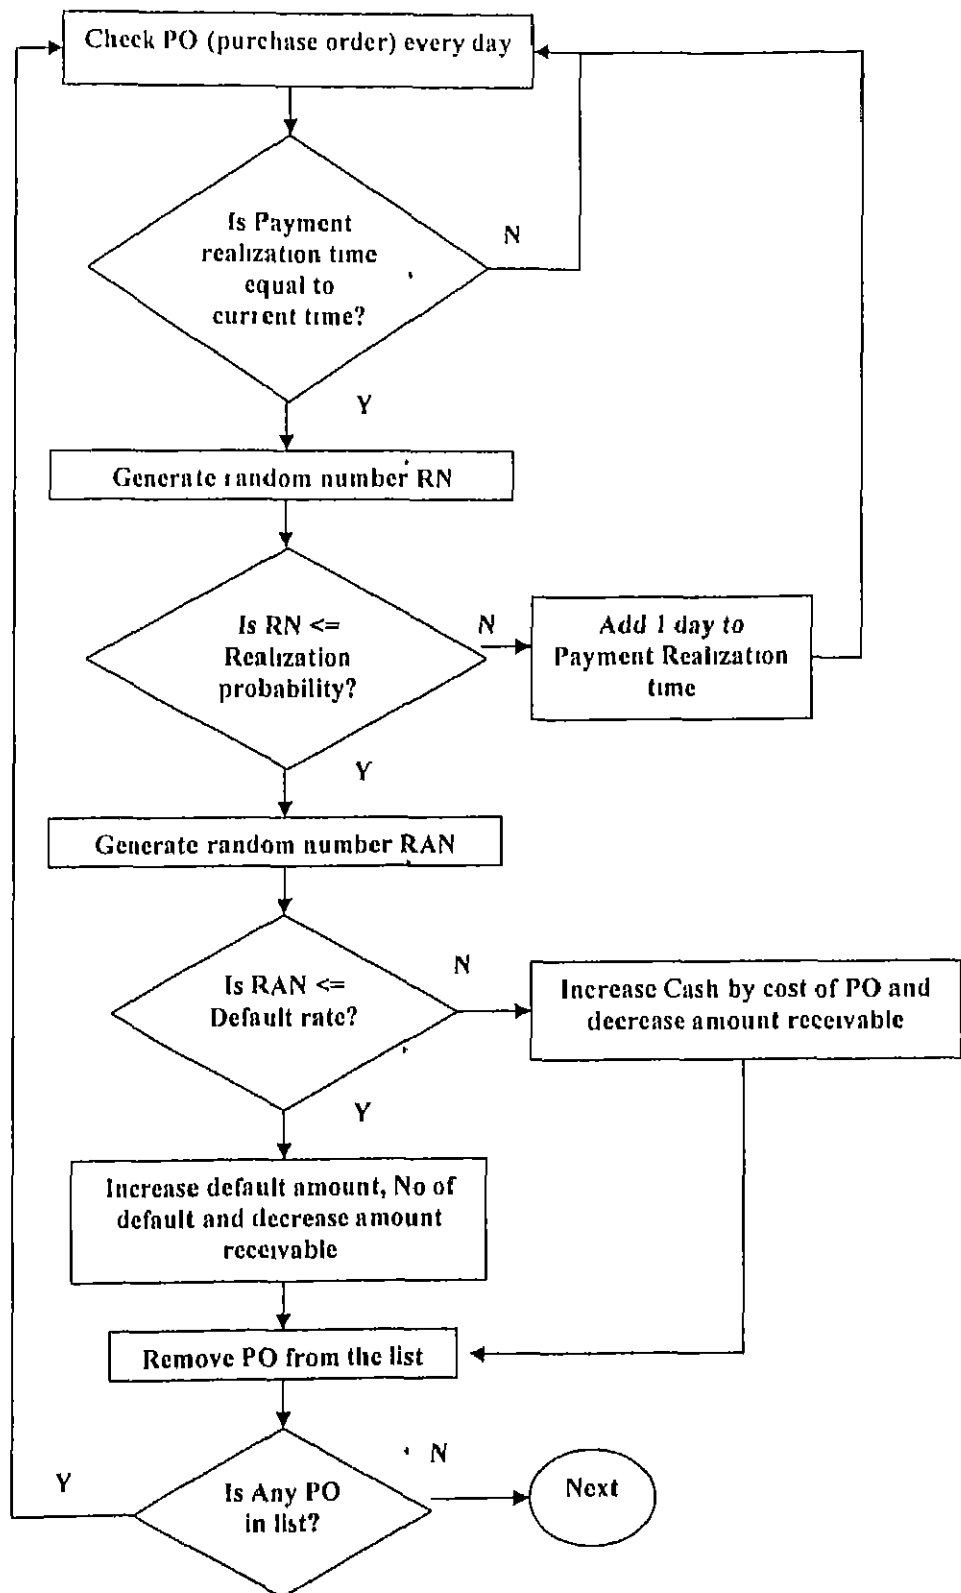 Check PO (purchase order) every day
Is Payment
realization time
equal to
current time?
N
Y
Generate random number RN
Is RN <=
Realization
probability?
N
Add 1 day to
Payment Realization
time
Y
Generate random number RAN
Is RAN <=
Default rate?
N
Increase Cash by cost of PO and
decrease amount receivable
Y
Increase default amount, No of
default and decrease amount
receivable
Remove PO from the list
Y
Is Any PO
in list?
N
Next